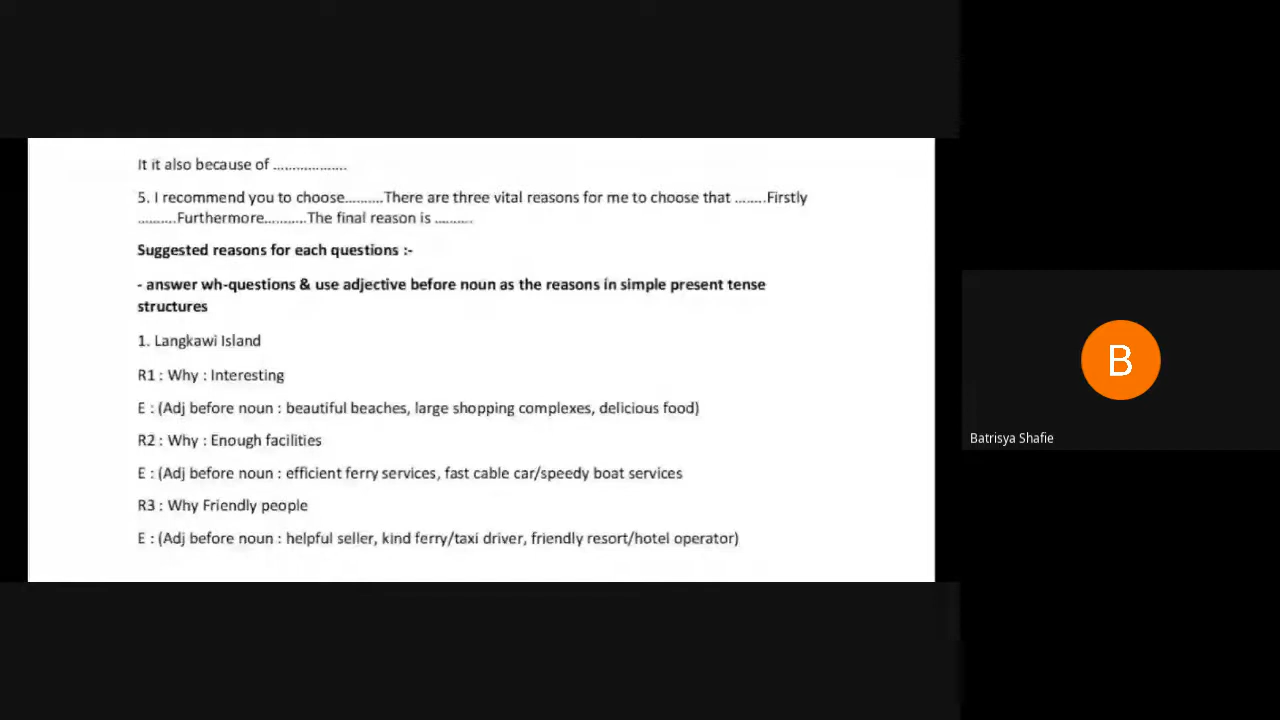 It it also because of ...................
5. I recommend you to choose..........There are three vital reasons for me to choose that ........Firstly
..........Furthermore...........The final reason is ..........
Suggested reasons for each questions :-
- answer wh-questions & use adjective before noun as the reasons in simple present tense
structures
1. Langkawi Island
R1 : Why : Interesting
E : (Adj before noun : beautiful beaches, large shopping complexes, delicious food)
R2 : Why : Enough facilities
E : (Adj before noun : efficient ferry services, fast cable car/speedy boat services
R3 : Why Friendly people
E : (Adj before noun : helpful seller, kind ferry/taxi driver, friendly resort/hotel operator)
B
Batrisya Shafie